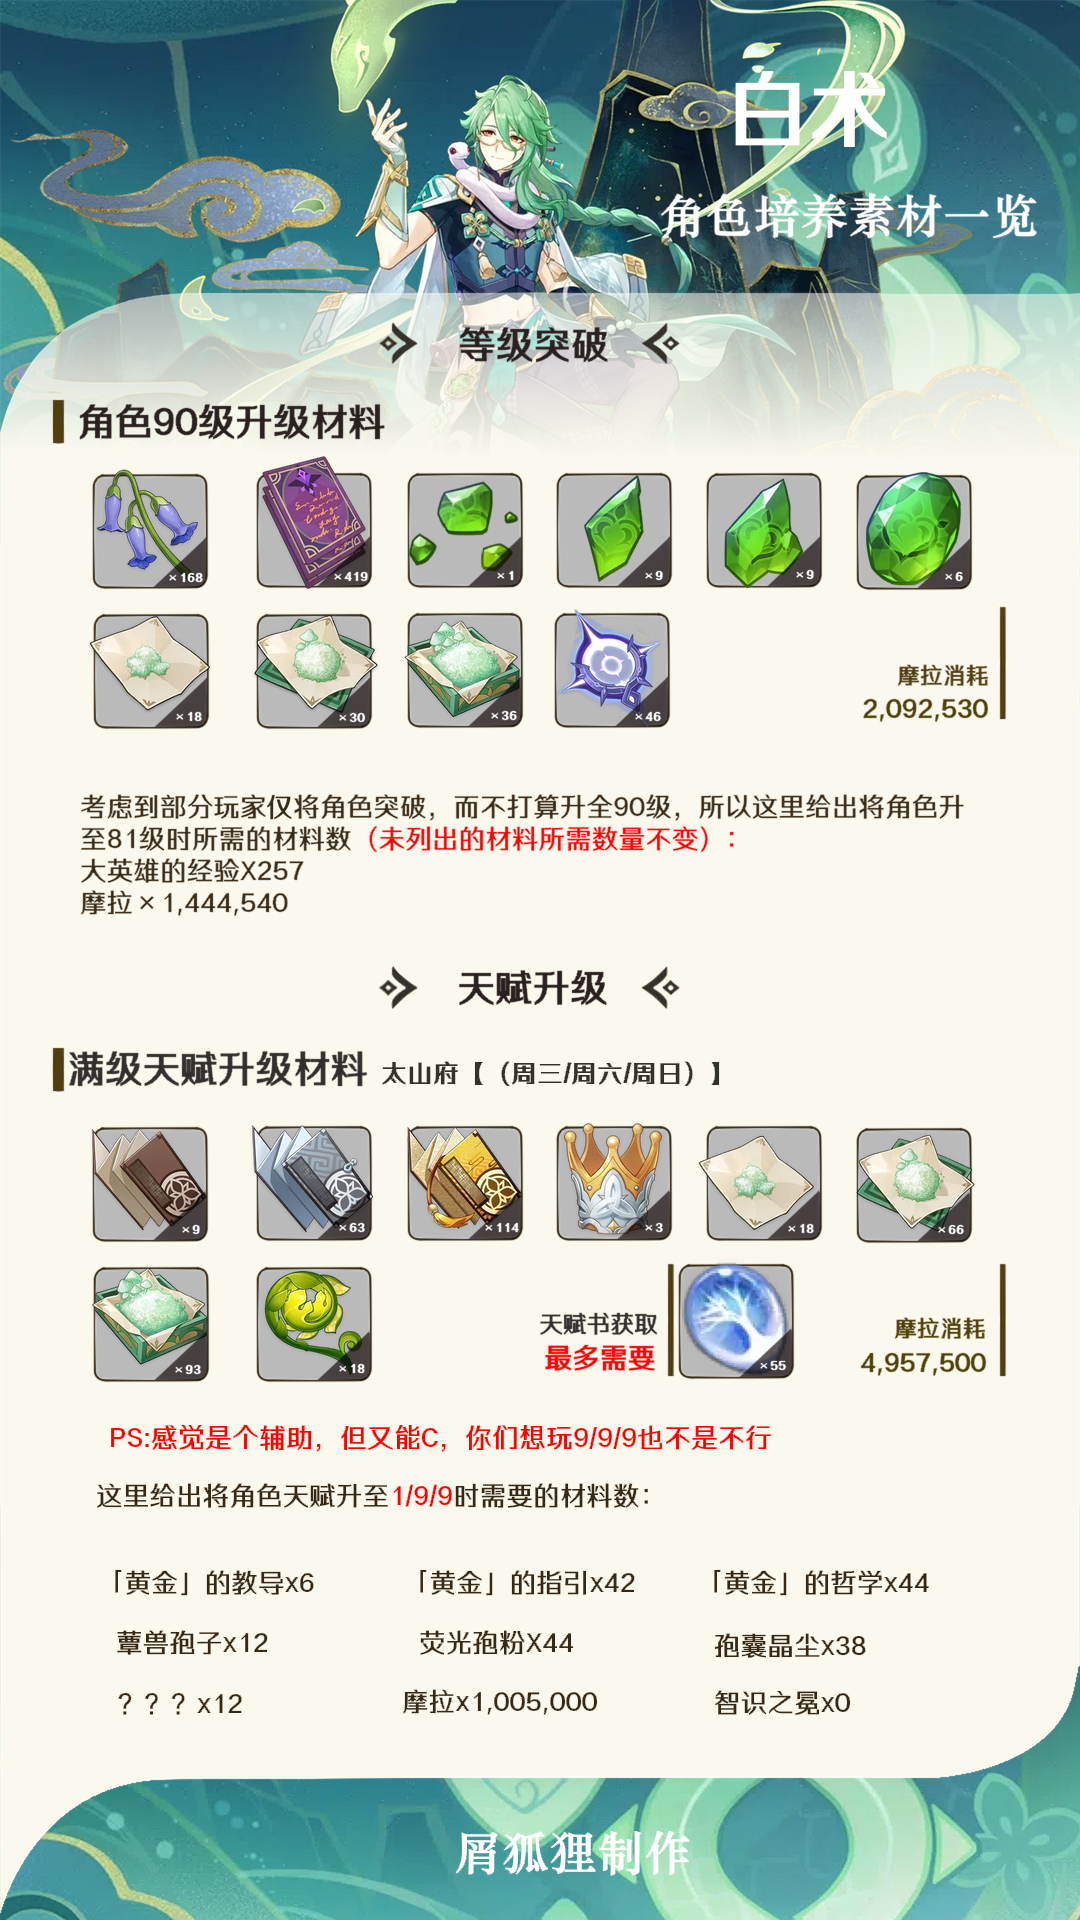 白术
角色培养素材一览
等级突破
角色90级升级材料
×168
×419
×1
×9
×9
×6
×18
×30
×36
×46
摩拉消耗
2,092,530
考虑到部分玩家仅将角色突破，而不打算升全90级，所以这里给出将角色升
至81级时所需的材料数（未列出的材料所需数量不变）：
大英雄的经验X257
摩拉×1,444,540
天赋升级
满级天赋升级材料 太山府【（周三/周六/周日）】
×9
×63
×114
×3
×18
×66
×93
×18
天赋书获取
最多需要
×55
摩拉消耗
4,957,500
PS:感觉是个辅助，但又能C，你们想玩9/9/9也不是不行
这里给出将角色天赋升至1/9/9时需要的材料数：
「黄金」的教导x6
「黄金」的指引x42
「黄金」的哲学x44
蕈兽孢子x12
荧光孢粉X44
孢囊晶尘x38
？？？x12
摩拉x1,005,000
智识之冕x0
屑狐狸制作